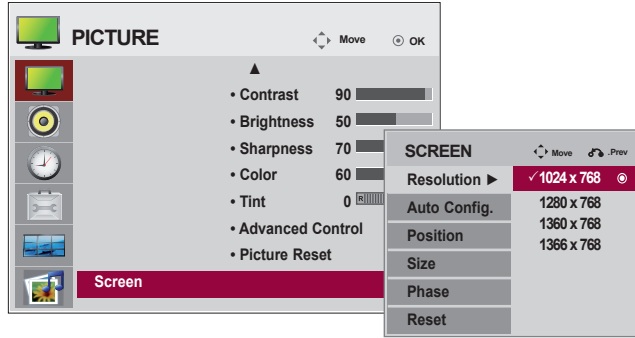 PICTURE
Move
OK
▲
• Contrast 90
• Brightness 50
• Sharpness 70
• Color 60
• Tint 0 R
• Advanced Control
• Picture Reset
Screen
SCREEN
Move
.Prev
Resolution ►
✓1024 x 768
1280 x 768
1360 x 768
1366 x 768
Auto Config.
Position
Size
Phase
Reset